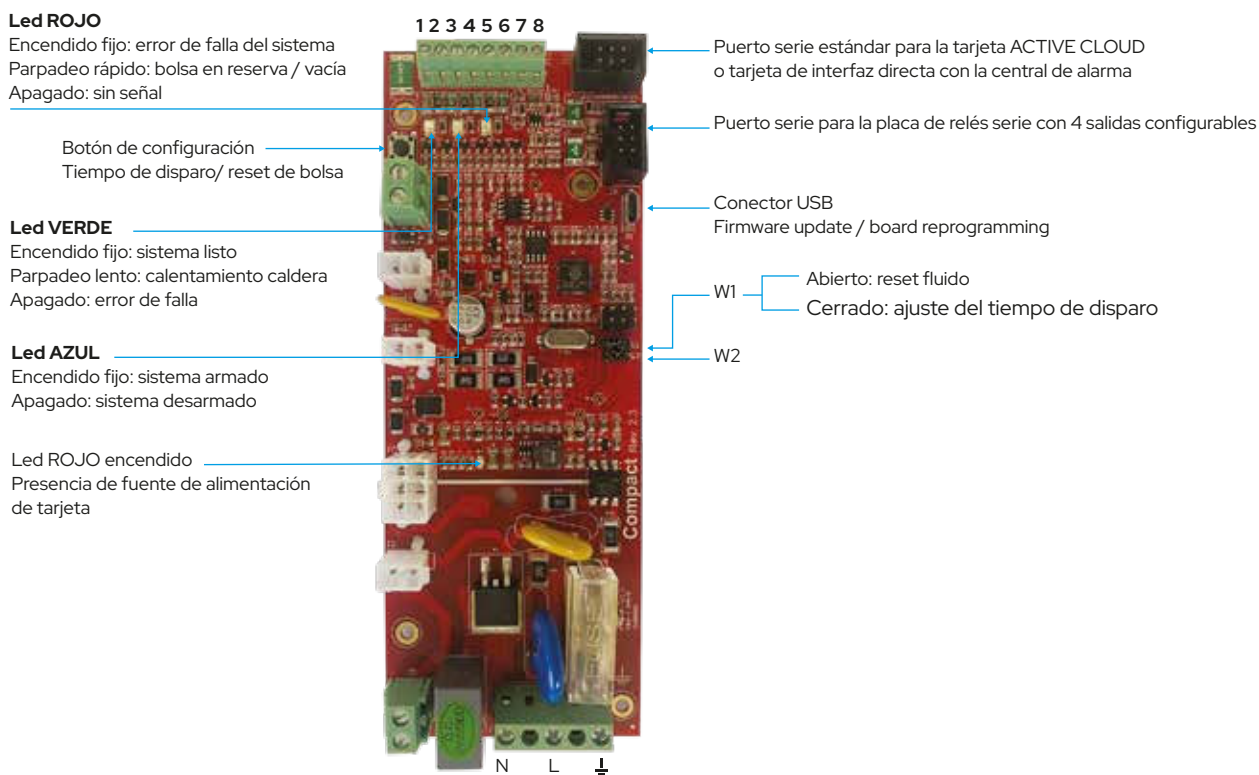 Led ROJO
Encendido fijo: error de falla del sistema
Parpadeo rápido: bolsa en reserva / vacía
Apagado: sin señal
Botón de configuración
Tiempo de disparo/ reset de bolsa
Led VERDE
Encendido fijo: sistema listo
Parpadeo lento: calentamiento caldera
Apagado: error de falla
Led AZUL
Encendido fijo: sistema armado
Apagado: sistema desarmado
Led ROJO encendido
Presencia de fuente de alimentación
de tarjeta
1 2 3 4 5 6 7 8
Puerto serie estándar para la tarjeta ACTIVE CLOUD
o tarjeta de interfaz directa con la central de alarma
Puerto serie para la placa de relés serie con 4 salidas configurables
Conector USB
Firmware update / board reprogramming
W1
Abierto: reset fluido
Cerrado: ajuste del tiempo de disparo
W2
Compact Rev 2.3
FUSE
N L